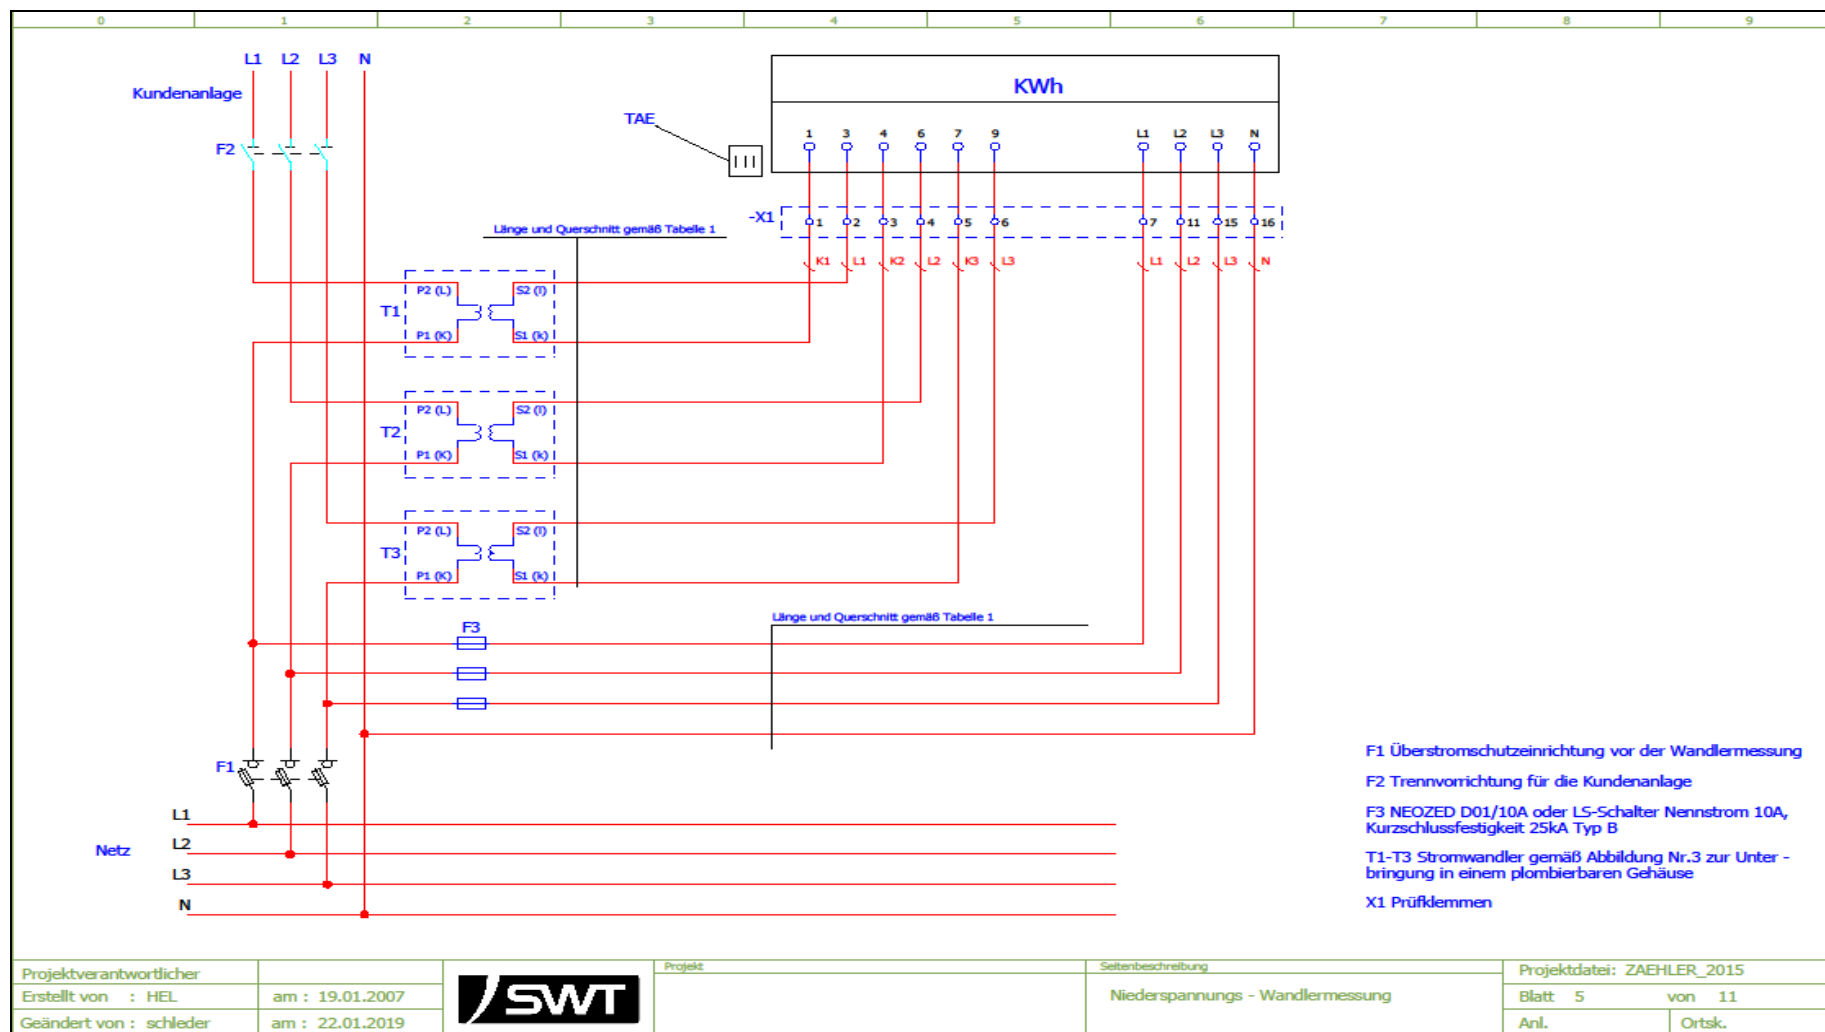 0 1 2 3 4 5 6 7 8 9
L1 L2 L3 N
Kundenanlage
F2
TAE
KWh
1 3 4 6 7 9 L1 L2 L3 N
-X1
1 2 3 4 5 6 7 11 15 16
K1 L1 K2 L2 K3 L3 L1 L2 L3 N
Länge und Querschnitt gemäß Tabelle 1
P2 (L) S2 (l)
T1
P1 (K) S1 (k)
P2 (L) S2 (l)
T2
P1 (K) S1 (k)
P2 (L) S2 (l)
T3
P1 (K) S1 (k)
Länge und Querschnitt gemäß Tabelle 1
F3
F1
L1
L2
Netz
L3
N
F1 Überstromschutzeinrichtung vor der Wandlermessung
F2 Trennvorrichtung für die Kundenanlage
F3 NEOZED D01/10A oder LS-Schalter Nennstrom 10A,
Kurzschlussfestigkeit 25kA Typ B
T1-T3 Stromwandler gemäß Abbildung Nr.3 zur Unter -
bringung in einem plombierbaren Gehäuse
X1 Prüfklemmen
Projektverantwortlicher
Erstellt von : HEL am : 19.01.2007
Geändert von : schleder am : 22.01.2019
SWT
Projekt
Seitenbeschreibung
Niederspannungs - Wandlermessung
Projektdatei: ZAEHLER_2015
Blatt 5 von 11
Anl. Ortsk.